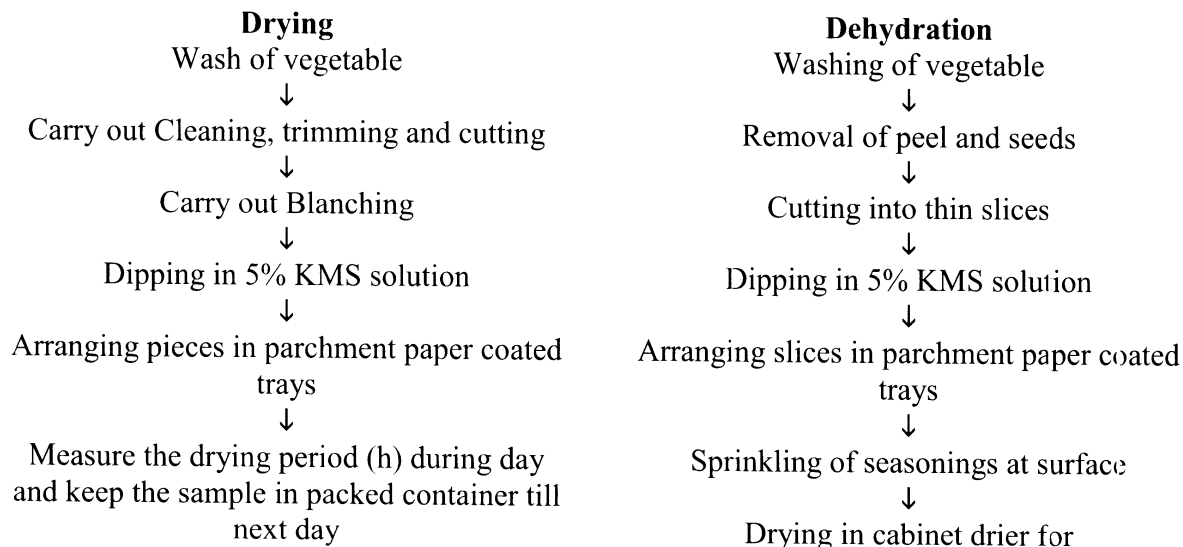 Drying
Wash of vegetable
↓
Carry out Cleaning, trimming and cutting
↓
Carry out Blanching
↓
Dipping in 5% KMS solution
↓
Arranging pieces in parchment paper coated
trays
↓
Measure the drying period (h) during day
and keep the sample in packed container till
next day
Dehydration
Washing of vegetable
↓
Removal of peel and seeds
↓
Cutting into thin slices
↓
Dipping in 5% KMS solution
↓
Arranging slices in parchment paper coated
trays
↓
Sprinkling of seasonings at surface
↓
Drying in cabinet drier for